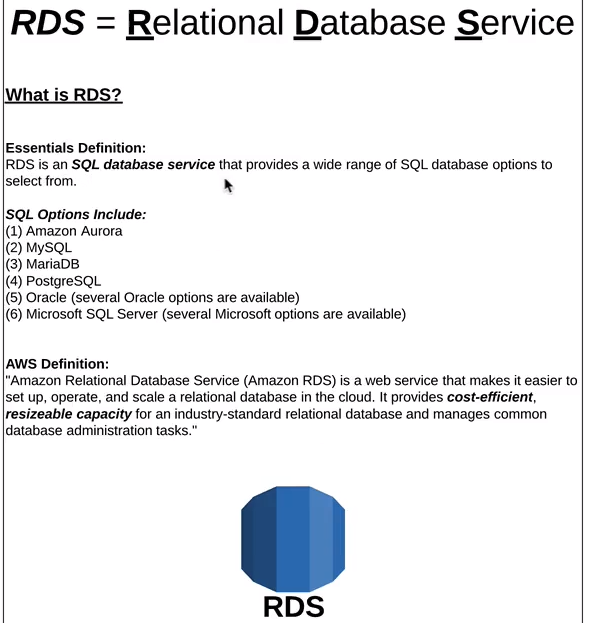 RDS = Relational Database Service
What is RDS?
Essentials Definition:
RDS is an SQL database service that provides a wide range of SQL database options to
select from.
SQL Options Include:
(1) Amazon Aurora
(2) MySQL
(3) MariaDB
(4) PostgreSQL
(5) Oracle (several Oracle options are available)
(6) Microsoft SQL Server (several Microsoft options are available)
AWS Definition:
"Amazon Relational Database Service (Amazon RDS) is a web service that makes it easier to
set up, operate, and scale a relational database in the cloud. It provides cost-efficient,
resizeable capacity for an industry-standard relational database and manages common
database administration tasks."
RDS